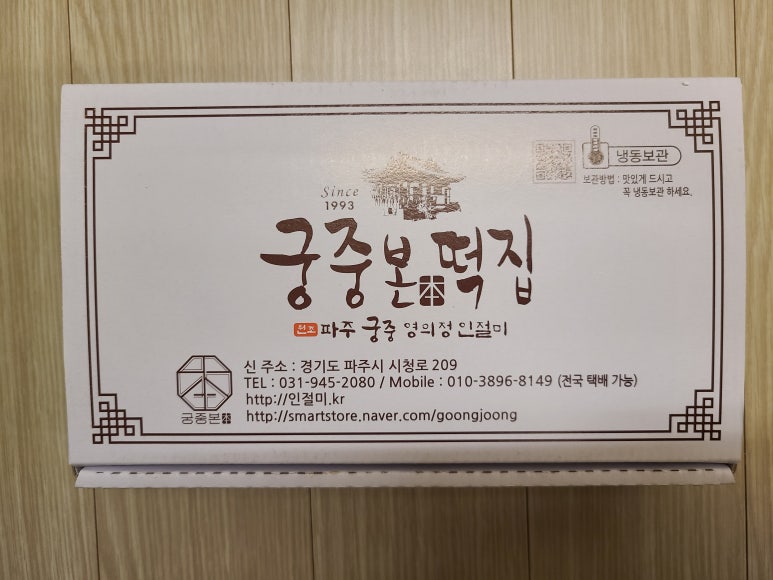 냉동보관
보관방법 : 맛있게 드시고
꼭 냉동보관 하세요.
Since
1993
궁중본本떡집
원조 파주 궁중 영의정 인절미
신 주소 : 경기도 파주시 시청로 209
TEL : 031-945-2080 / Mobile : 010-3896-8149 (전국 택배 가능)
http://인절미.kr
http://smartstore.naver.com/goongjoong
本
궁중본本